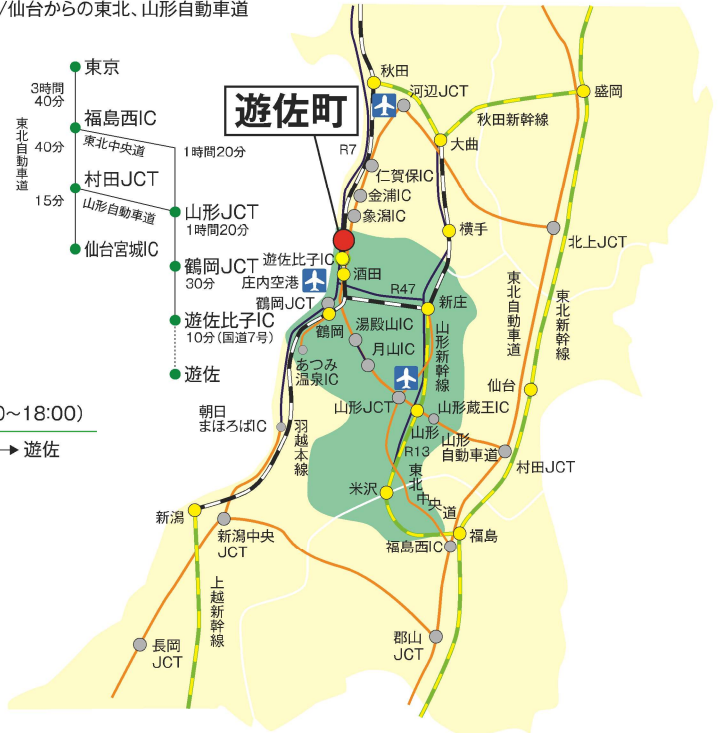 /仙台からの東北、山形自動車道
東京
3時間
40分
福島西IC
東北中央道
1時間20分
東北自動車道
40分
村田JCT
山形自動車道
15分
山形JCT
1時間20分
仙台宮城IC
鶴岡JCT
30分
遊佐比子IC
10分(国道7号)
遊佐
0〜18:00)
遊佐
遊佐町
秋田
河辺JCT
盛岡
秋田新幹線
大曲
R7
仁賀保IC
金浦IC
象潟IC
横手
北上JCT
遊佐比子IC
庄内空港
酒田
R47
鶴岡JCT
新庄
東北自動車道
東北新幹線
鶴岡
湯殿山IC
山形新幹線
月山IC
あつみ
温泉IC
仙台
山形JCT
山形蔵王IC
朝日
まほろばIC
山形
山形
自動車道
羽越本線
R13
村田JCT
東北中央道
米沢
新潟
新潟中央
JCT
福島西IC
福島
上越新幹線
長岡
JCT
郡山
JCT